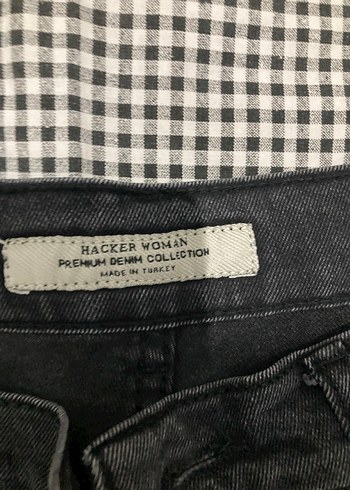 HACKER WOMAN
PREMIUM DENIM COLLECTION
MADE IN TURKEY